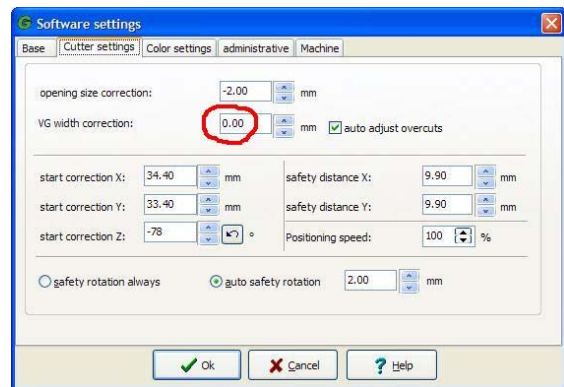 Software settings
Base Cutter settings Color settings administrative Machine
opening size correction: -2.00 mm
VG width correction: 0.00 mm auto adjust overcuts
start correction X: 34.40 mm safety distance X: 9.90 mm
start correction Y: 33.40 mm safety distance Y: 9.90 mm
start correction Z: -78 ° Positioning speed: 100 %
safety rotation always auto safety rotation 2.00 mm
Ok Cancel ? Help